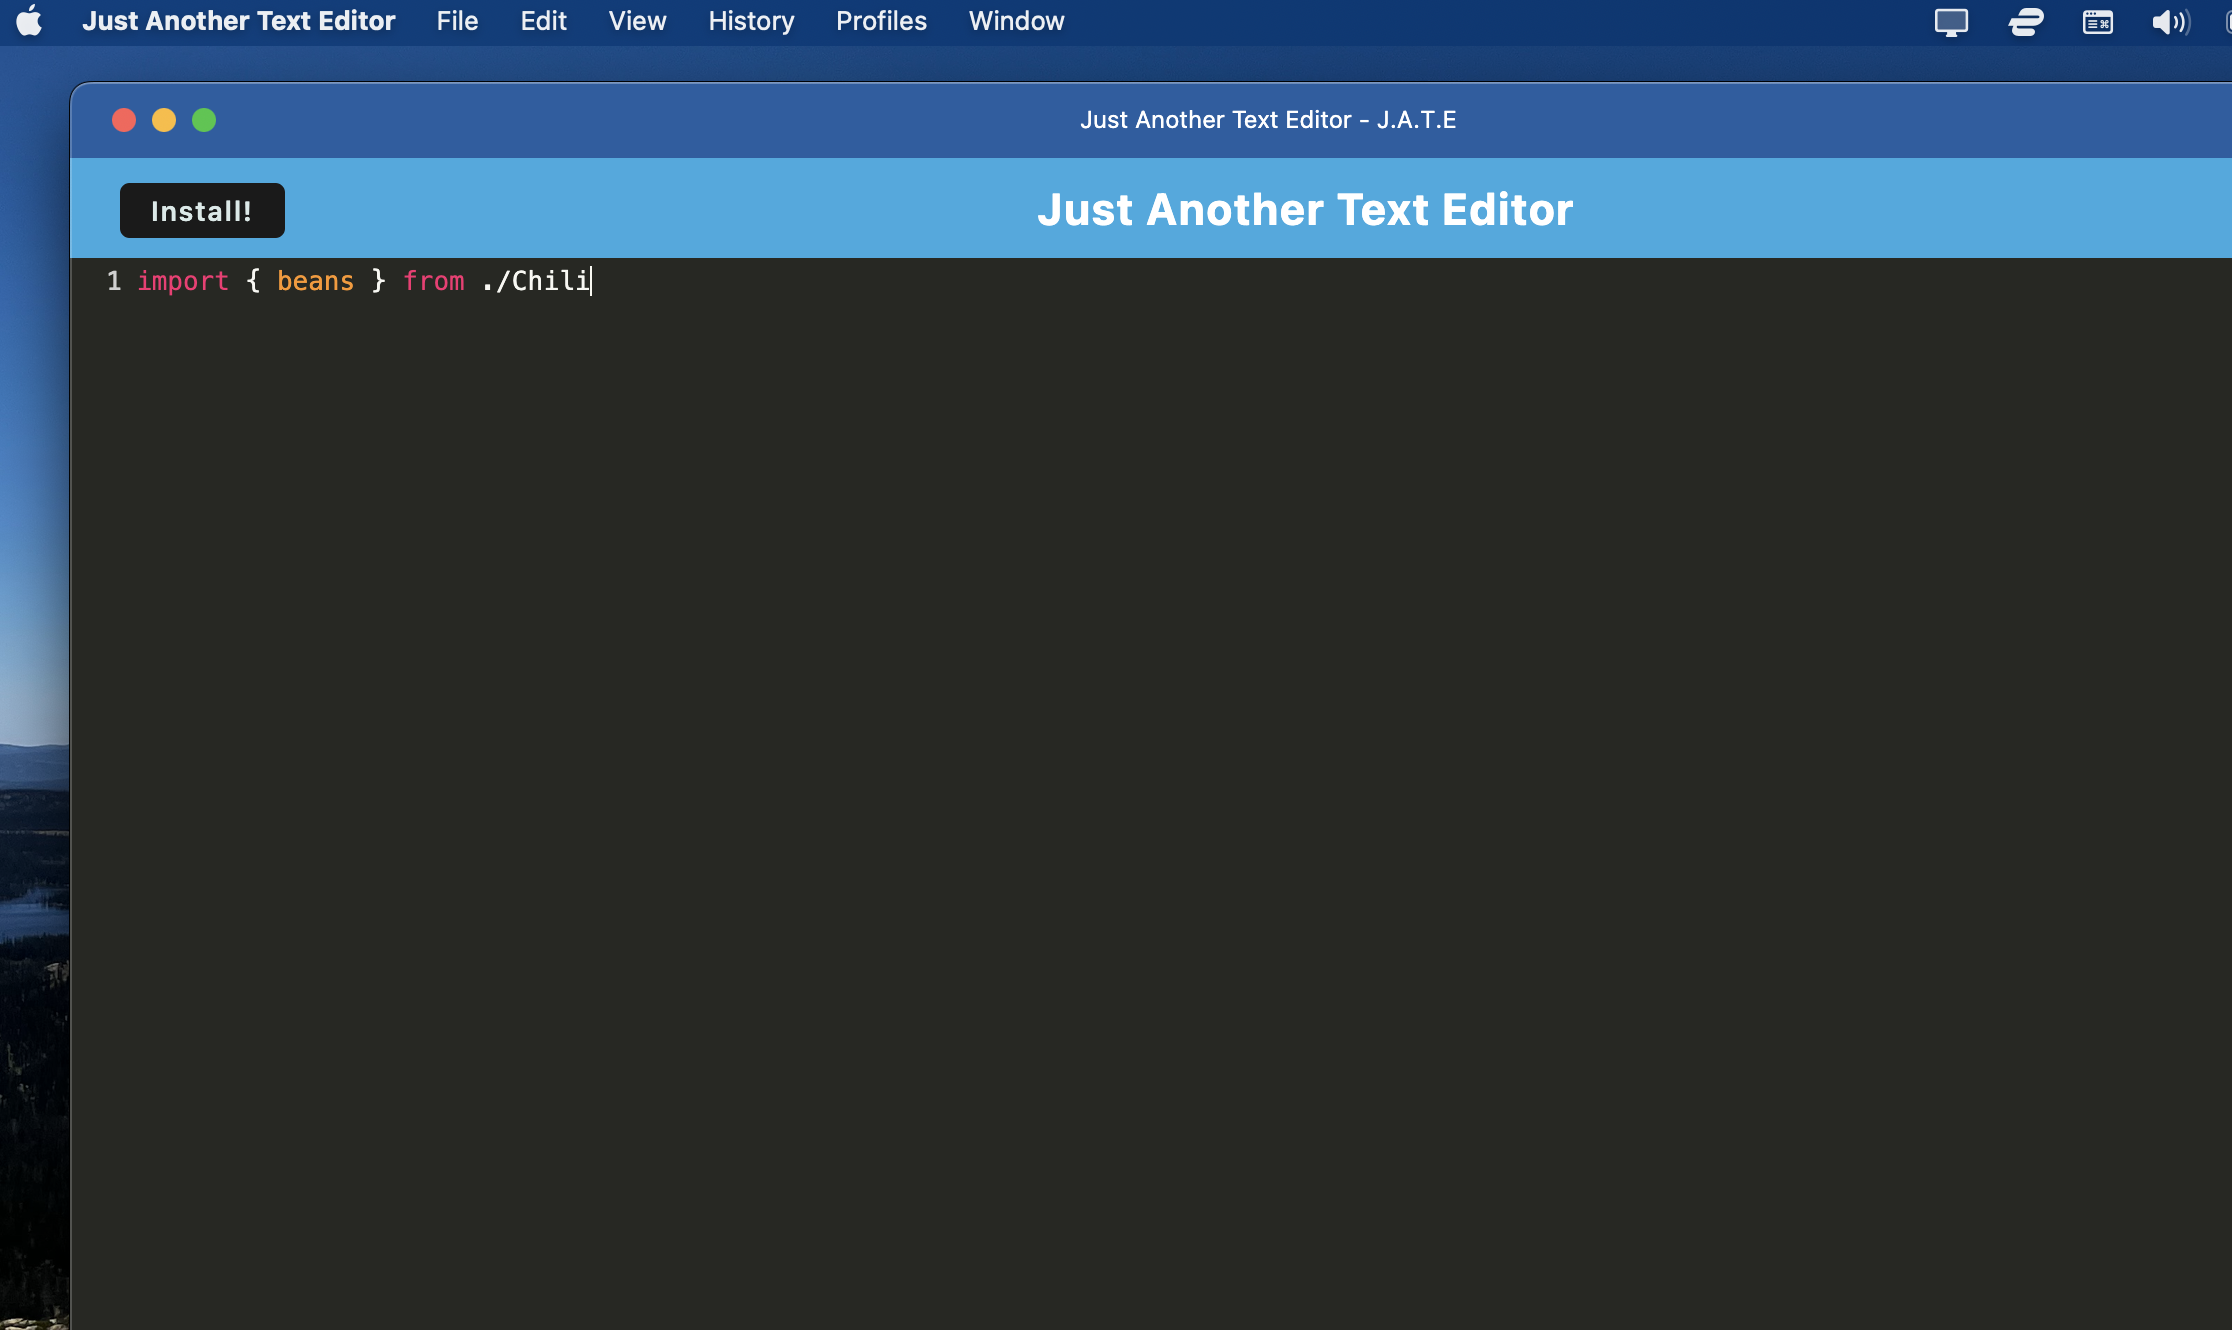 Just Another Text Editor File Edit View History Profiles Window
Just Another Text Editor - J.A.T.E
Install!
Just Another Text Editor
1 import { beans } from ./Chili